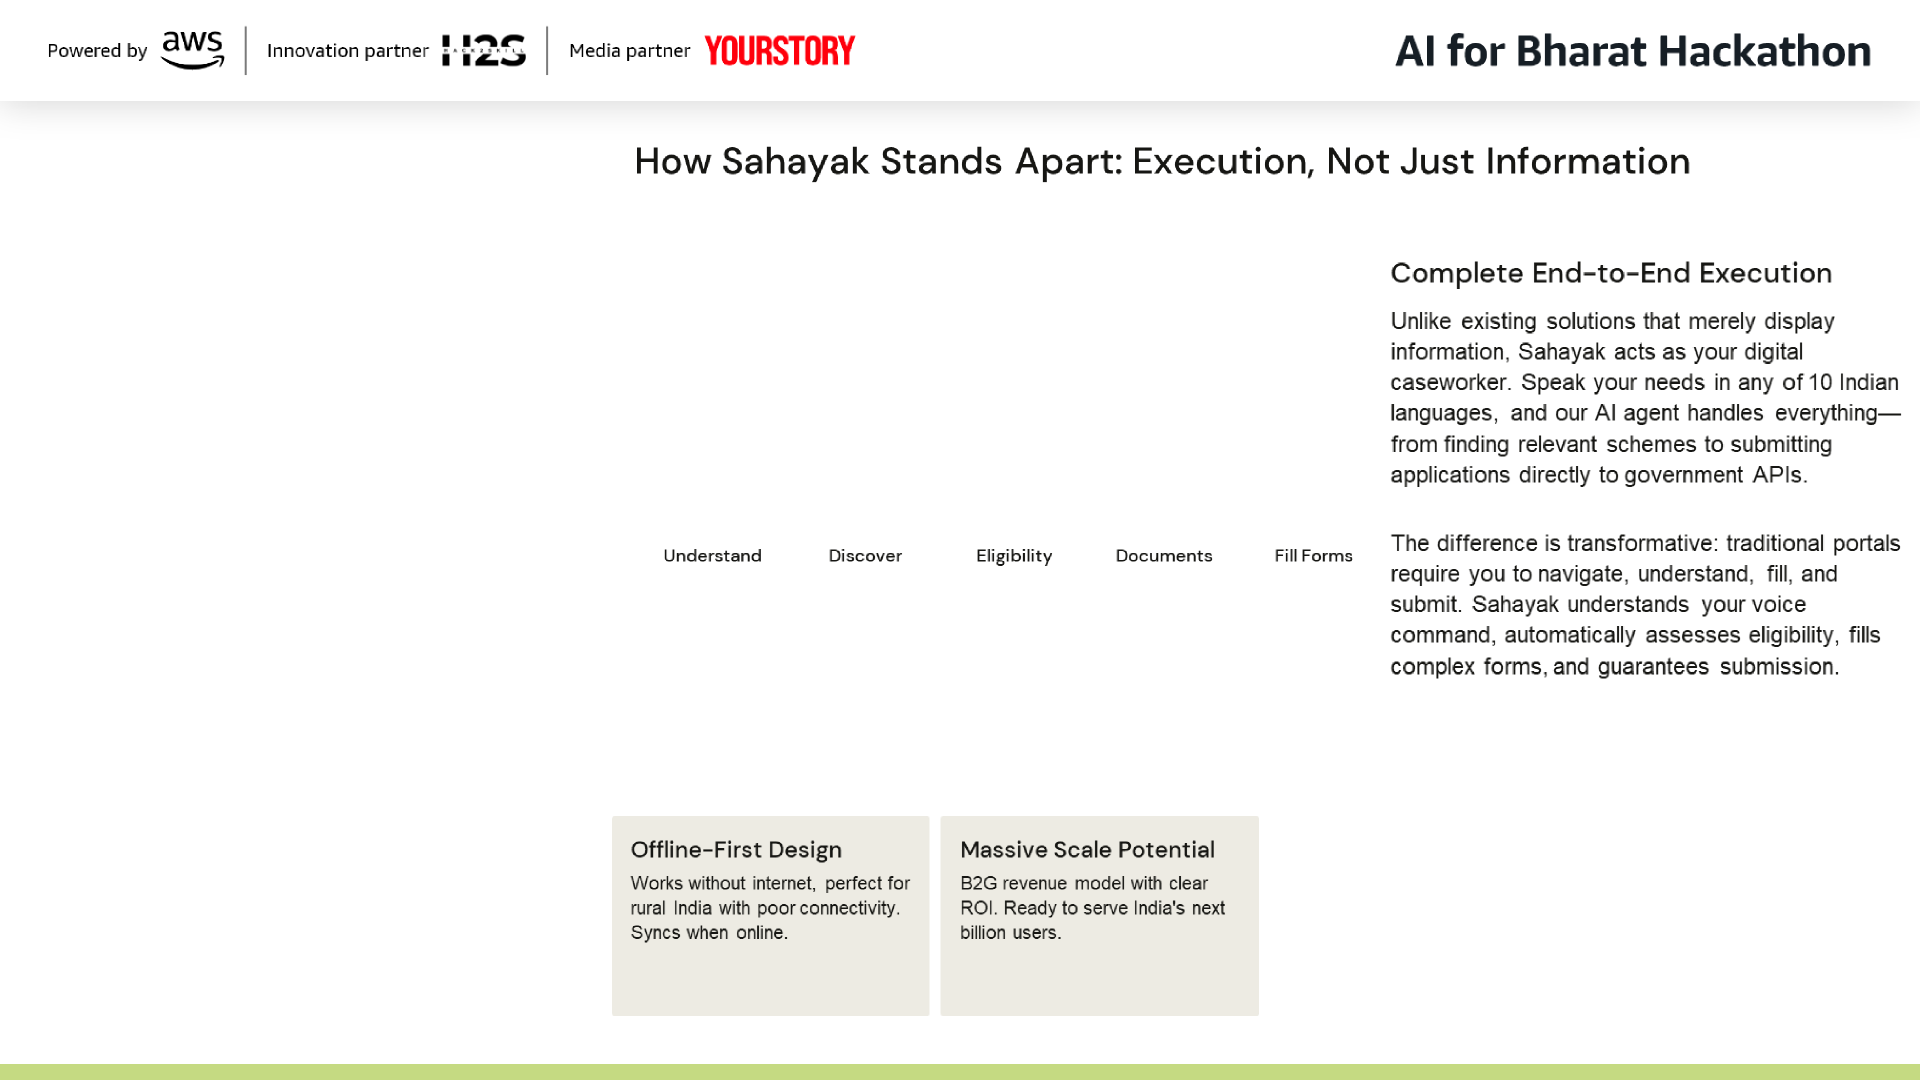 Powered by aws Innovation partner H2S HACK2SKILL Media partner YOURSTORY AI for Bharat Hackathon
How Sahayak Stands Apart: Execution, Not Just Information
Understand Discover Eligibility Documents Fill Forms
Complete End-to-End Execution
Unlike existing solutions that merely display
information, Sahayak acts as your digital
caseworker. Speak your needs in any of 10 Indian
languages, and our AI agent handles everything—
from finding relevant schemes to submitting
applications directly to government APIs.
The difference is transformative: traditional portals
require you to navigate, understand, fill, and
submit. Sahayak understands your voice
command, automatically assesses eligibility, fills
complex forms, and guarantees submission.
Offline-First Design
Works without internet, perfect for
rural India with poor connectivity.
Syncs when online.
Massive Scale Potential
B2G revenue model with clear
ROI. Ready to serve India's next
billion users.